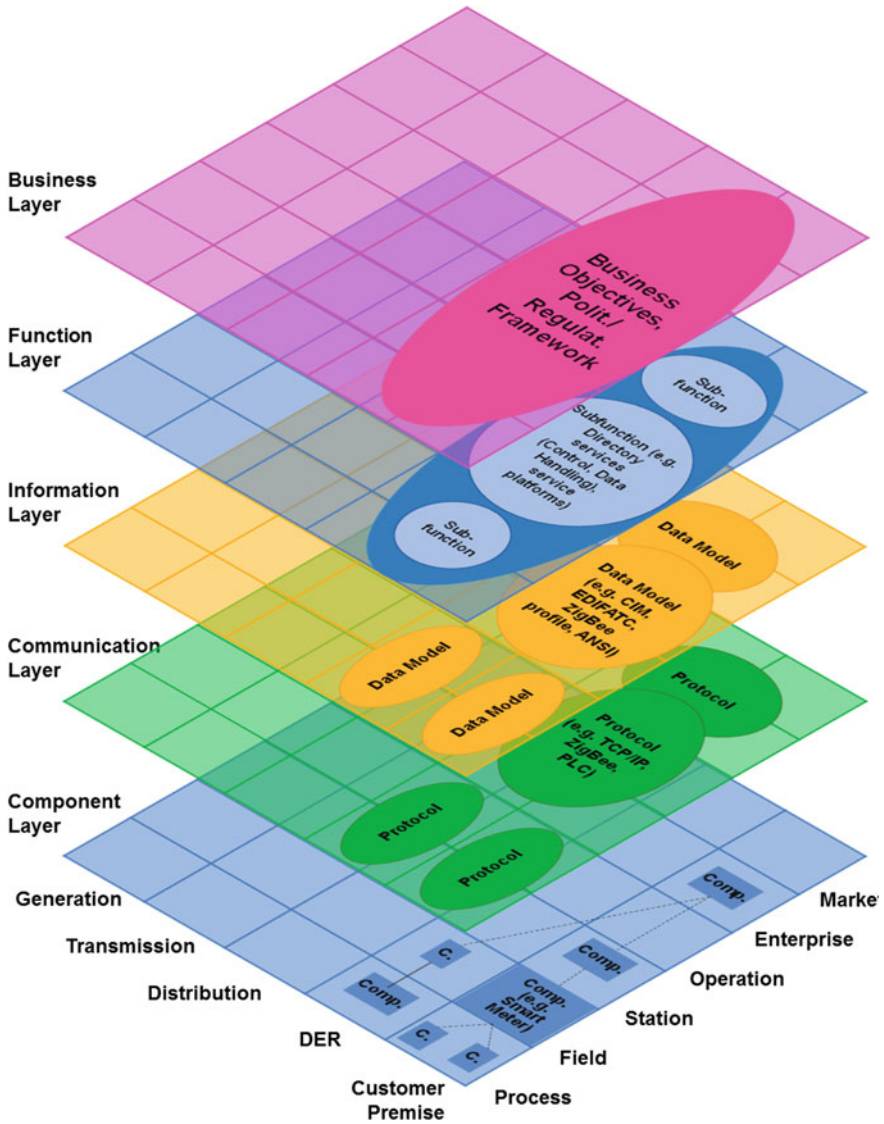 Business
Layer
Business
Objectives,
Polit./
Regulat.
Framework
Function
Layer
Sub-
function
Subfunction (e.g.
Directory
services
(Control, Data
Handling),
service
platforms)
Sub-
function
Information
Layer
Data Model
Data Model
(e.g. CIM,
EDIFATC,
ZigBee
profile, ANSI)
Data Model
Data Model
Communication
Layer
Protocol
Protocol
(e.g. TCP/IP,
ZigBee,
PLC)
Protocol
Protocol
Component
Layer
Comp.
C.
Comp.
Comp.
Comp.
(e.g.
Smart
Meter)
C.
C.
Generation
Transmission
Distribution
DER
Customer
Premise
Market
Enterprise
Operation
Station
Field
Process